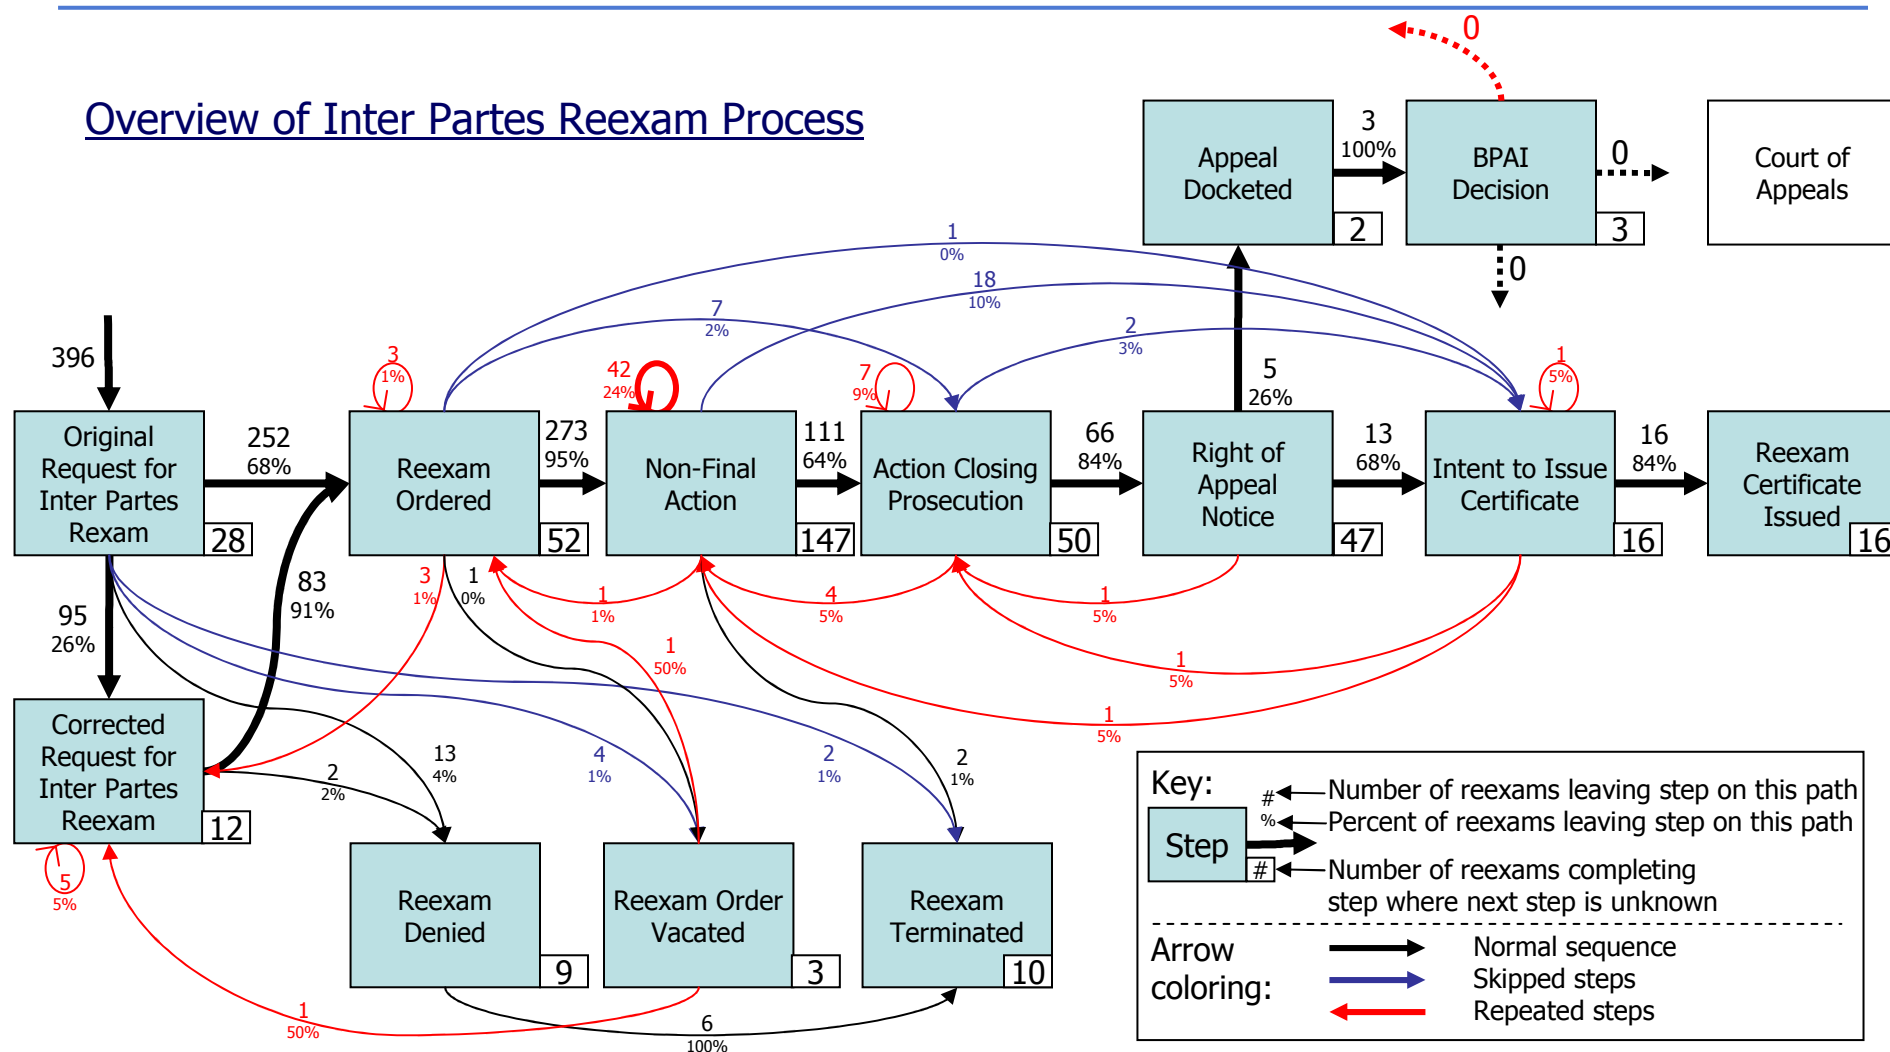 Overview of Inter Partes Reexam Process
0
Appeal
Docketed
2
3
100%
BPAI
Decision
3
0
0
Court of
Appeals
1
0%
18
10%
7
2%
2
3%
396
3
1%
42
24%
7
9%
5
26%
1
5%
Original
Request for
Inter Partes
Rexam
28
252
68%
Reexam
Ordered
52
273
95%
Non-Final
Action
147
111
64%
Action Closing
Prosecution
50
66
84%
Right of
Appeal
Notice
47
13
68%
Intent to Issue
Certificate
16
16
84%
Reexam
Certificate
Issued
16
95
26%
83
91%
3
1%
1
0%
1
1%
4
5%
1
5%
1
50%
1
5%
1
5%
Corrected
Request for
Inter Partes
Reexam
12
2
2%
13
4%
4
1%
2
1%
2
1%
5
5%
Reexam
Denied
9
Reexam Order
Vacated
3
Reexam
Terminated
10
1
50%
6
100%
Key:
Step
#
%
#
Number of reexams leaving step on this path
Percent of reexams leaving step on this path
Number of reexams completing
step where next step is unknown
Arrow
coloring:
Normal sequence
Skipped steps
Repeated steps